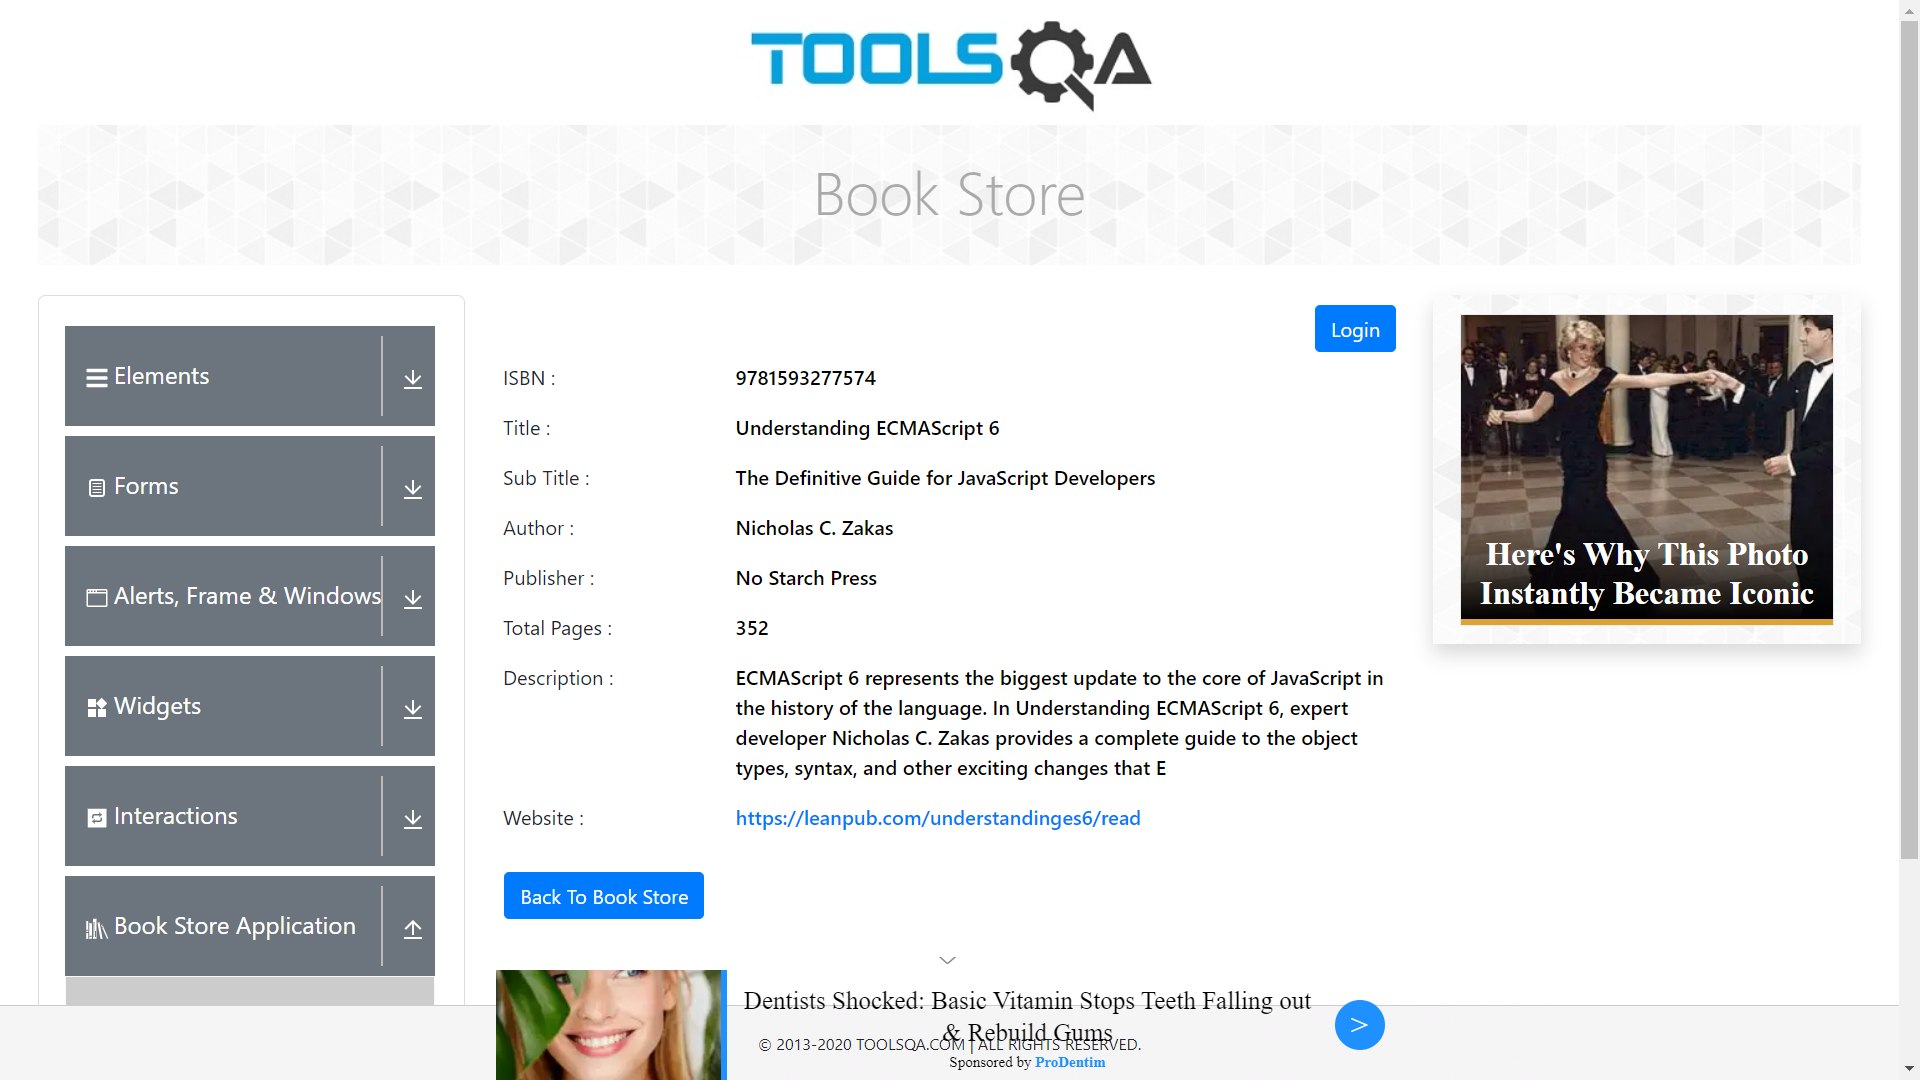 TOOLSQA
Book Store
Elements
Forms
Alerts, Frame & Windows
Widgets
Interactions
Book Store Application
Login
ISBN : 9781593277574
Title : Understanding ECMAScript 6
Sub Title : The Definitive Guide for JavaScript Developers
Author : Nicholas C. Zakas
Publisher : No Starch Press
Total Pages : 352
Description : ECMAScript 6 represents the biggest update to the core of JavaScript in
the history of the language. In Understanding ECMAScript 6, expert
developer Nicholas C. Zakas provides a complete guide to the object
types, syntax, and other exciting changes that E
Website : https://leanpub.com/understandinges6/read
Back To Book Store
Here's Why This Photo
Instantly Became Iconic
Dentists Shocked: Basic Vitamin Stops Teeth Falling out
& Rebuild Gums
© 2013-2020 TOOLSQA.COM | ALL RIGHTS RESERVED.
Sponsored by ProDentim
>